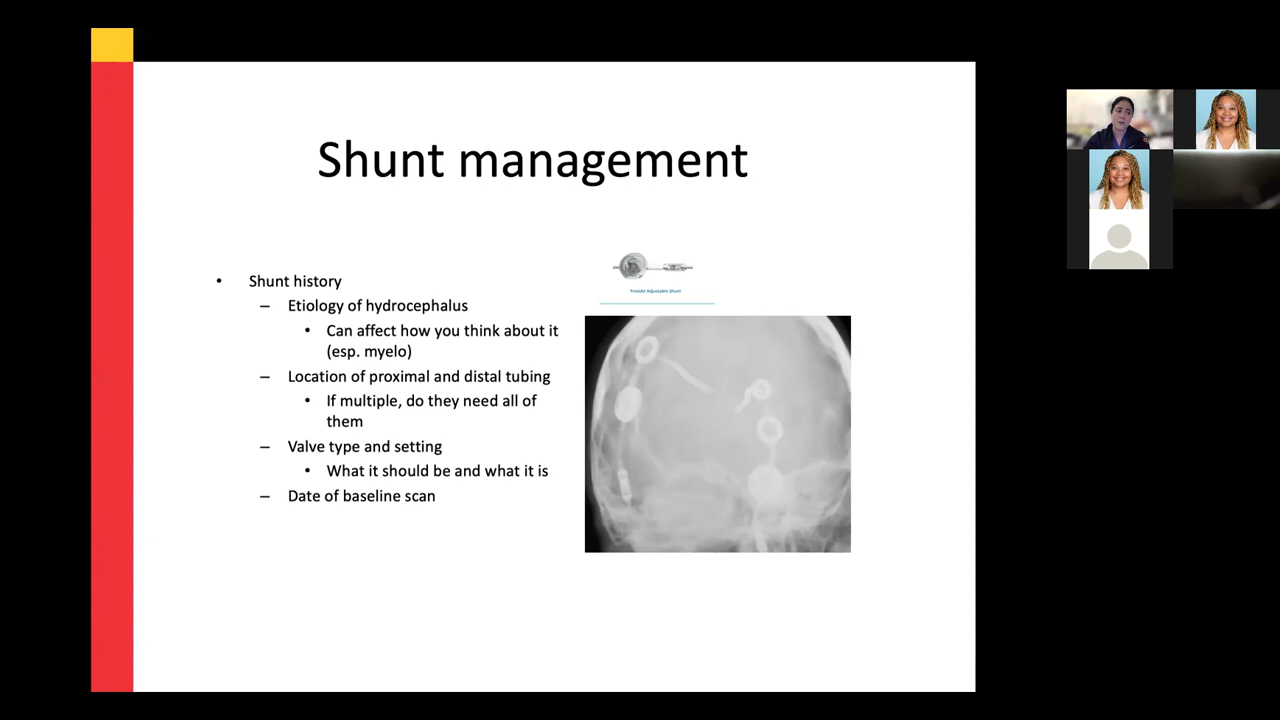 Shunt management
• Shunt history
– Etiology of hydrocephalus
• Can affect how you think about it
(esp. myelo)
– Location of proximal and distal tubing
• If multiple, do they need all of
them
– Valve type and setting
• What it should be and what it is
– Date of baseline scan
ProGAV Adjustable Shunt